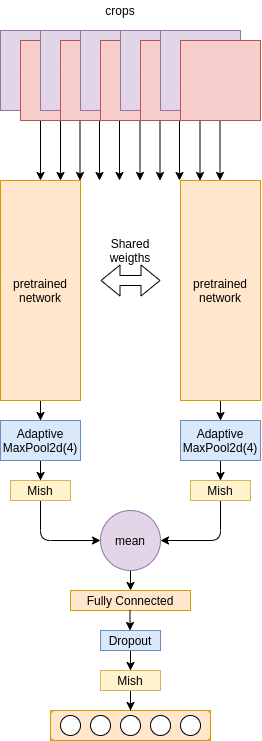 crops
Shared
weigths
pretrained
network
pretrained
network
Adaptive
MaxPool2d(4)
Adaptive
MaxPool2d(4)
Mish
Mish
mean
Fully Connected
Dropout
Mish